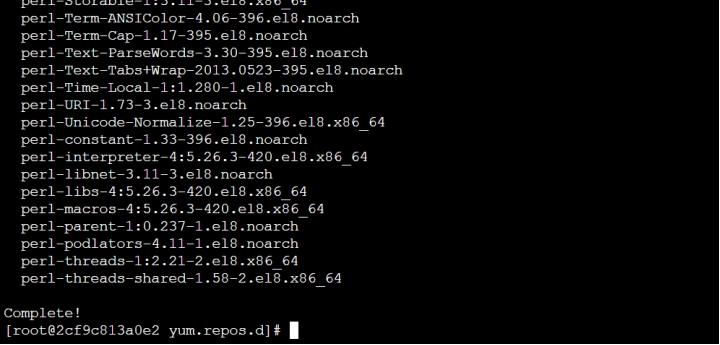 perl-Storable-1:3.11-3.el8.x86_64
perl-Term-ANSIColor-4.06-396.el8.noarch
perl-Term-Cap-1.17-395.el8.noarch
perl-Text-ParseWords-3.30-395.el8.noarch
perl-Text-Tabs+Wrap-2013.0523-395.el8.noarch
perl-Time-Local-1:1.280-1.el8.noarch
perl-URI-1.73-3.el8.noarch
perl-Unicode-Normalize-1.25-396.el8.x86_64
perl-constant-1.33-396.el8.noarch
perl-interpreter-4:5.26.3-420.el8.x86_64
perl-libnet-3.11-3.el8.noarch
perl-libs-4:5.26.3-420.el8.x86_64
perl-macros-4:5.26.3-420.el8.x86_64
perl-parent-1:0.237-1.el8.noarch
perl-podlators-4.11-1.el8.noarch
perl-threads-1:2.21-2.el8.x86_64
perl-threads-shared-1.58-2.el8.x86_64
Complete!
[root@2cf9c813a0e2 yum.repos.d]#